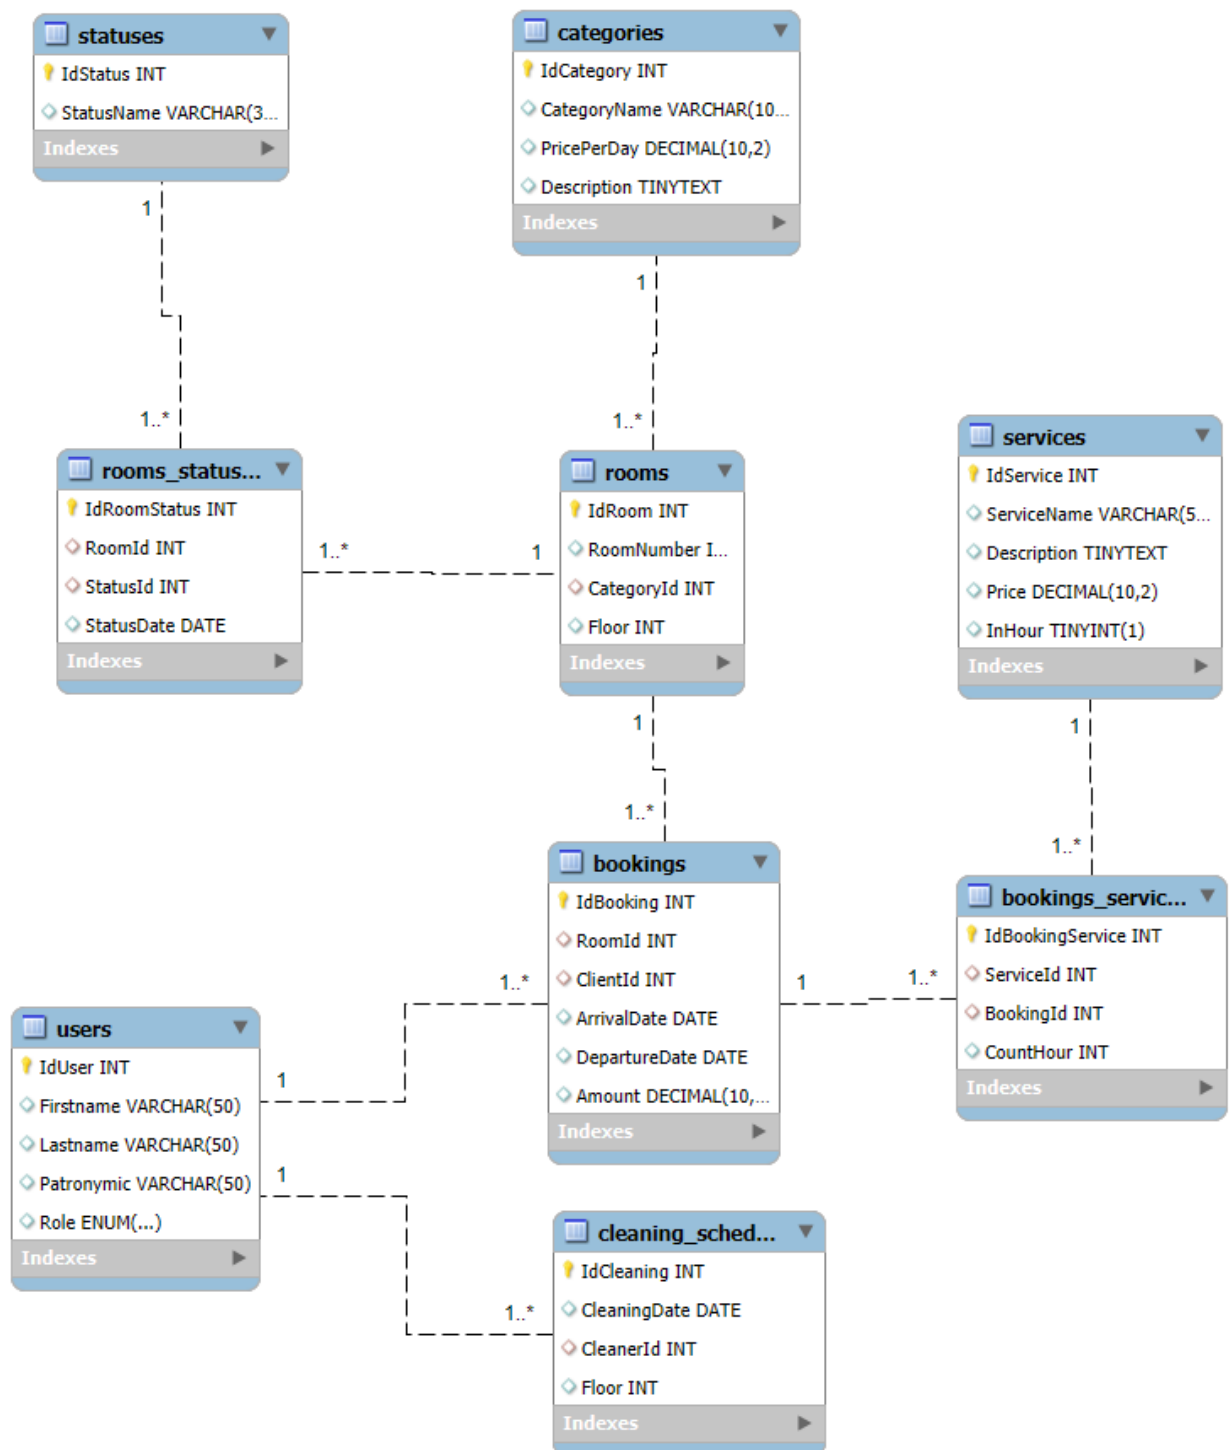 statuses
IdStatus INT
StatusName VARCHAR(3...
Indexes
categories
IdCategory INT
CategoryName VARCHAR(10...
PricePerDay DECIMAL(10,2)
Description TINYTEXT
Indexes
1
1
1..*
1..*
rooms_status...
IdRoomStatus INT
RoomId INT
StatusId INT
StatusDate DATE
Indexes
1..*
1
rooms
IdRoom INT
RoomNumber I...
CategoryId INT
Floor INT
Indexes
services
IdService INT
ServiceName VARCHAR(5...
Description TINYTEXT
Price DECIMAL(10,2)
InHour TINYINT(1)
Indexes
1
1
1..*
1..*
bookings
IdBooking INT
RoomId INT
ClientId INT
ArrivalDate DATE
DepartureDate DATE
Amount DECIMAL(10,...
Indexes
bookings_servic...
IdBookingService INT
ServiceId INT
BookingId INT
CountHour INT
Indexes
1..*
1
1..*
users
IdUser INT
Firstname VARCHAR(50)
Lastname VARCHAR(50)
Patronymic VARCHAR(50)
Role ENUM(...)
Indexes
1
1
1..*
cleaning_sched...
IdCleaning INT
CleaningDate DATE
CleanerId INT
Floor INT
Indexes